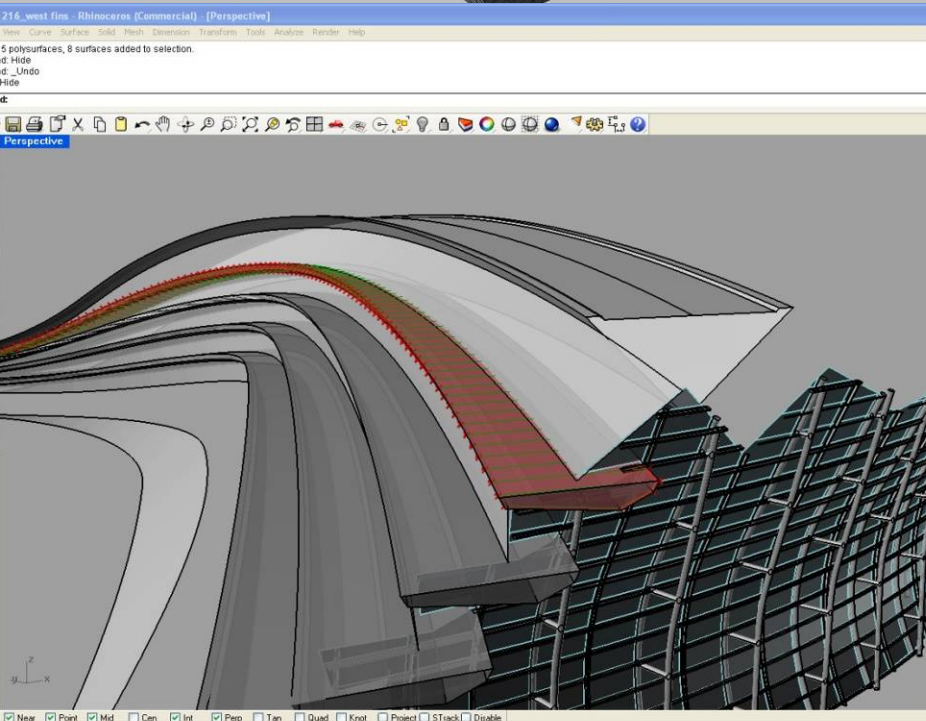 216_west fins - Rhinoceros (Commercial) - [Perspective]
View Curve Surface Solid Mesh Dimension Transform Tools Analyze Render Help
5 polysurfaces, 8 surfaces added to selection.
d: Hide
d: _Undo
Hide
d:
Perspective
z
y x
Near Point Mid Cen Int Perp Tan Quad Knot Project STrack Disable